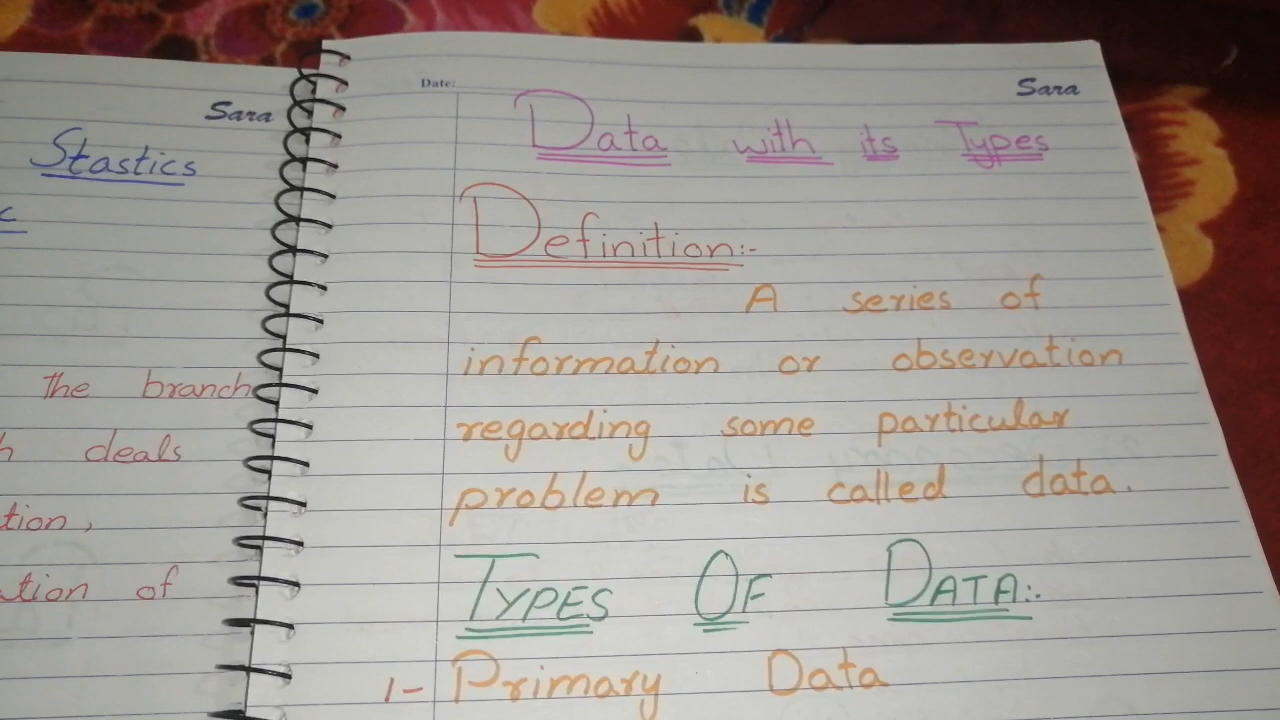 Sara
Stastics
c
the branch
h deals
tion,
ation of
Date:
Sara
Data with its Types
Definition:-
A series of
information or observation
regarding some particular
problem is called data.
TYPES OF DATA:-
1- Primary Data